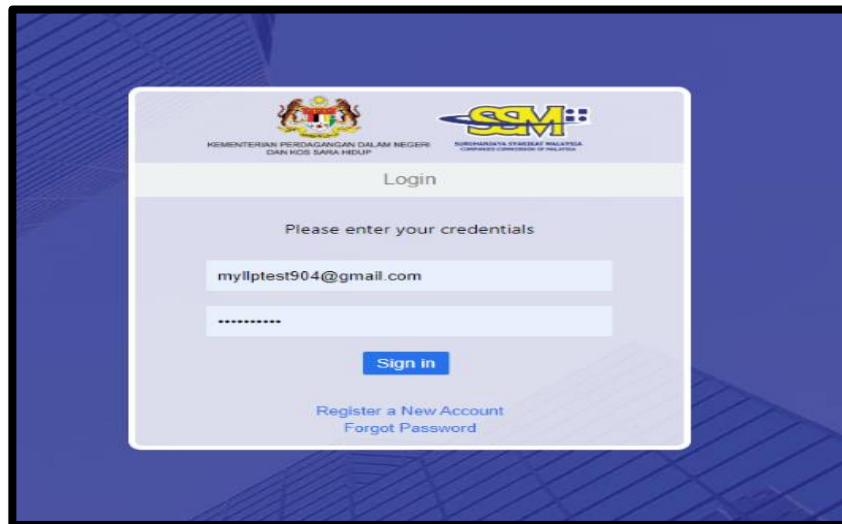 KEMENTERIAN PERDAGANGAN DALAM NEGERI
DAN KOS SARA HIDUP
SSM
SURUHANJAYA SYARIKAT MALAYSIA
COMPANIES COMMISSION OF MALAYSIA
Login
Please enter your credentials
myllptest904@gmail.com
••••••••••
Sign in
Register a New Account
Forgot Password